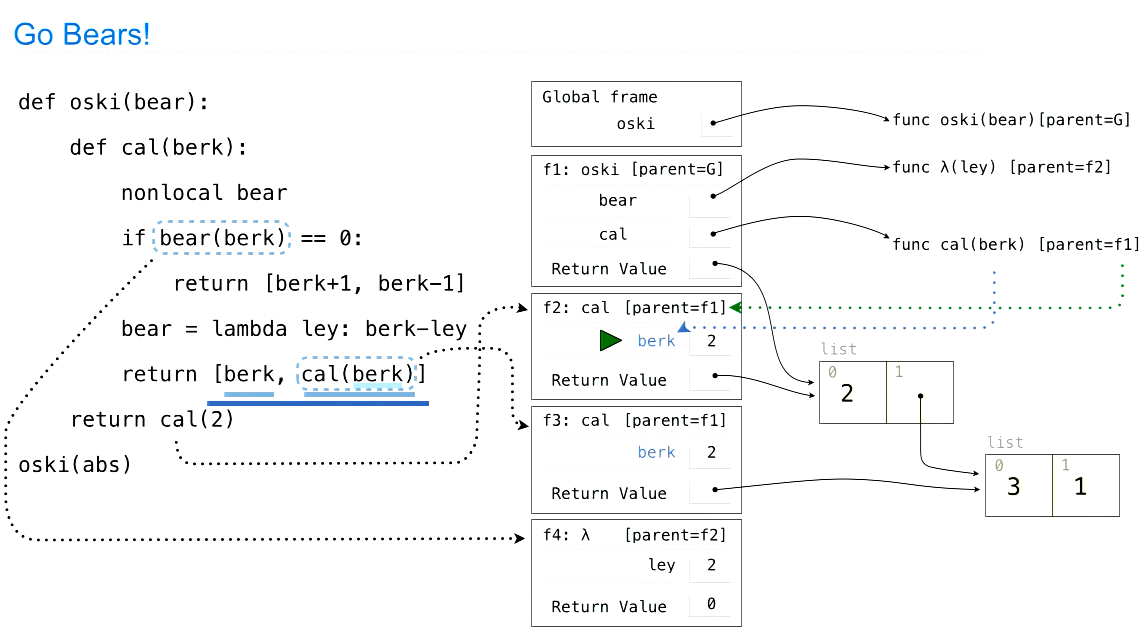 Go Bears!
def oski(bear):
def cal(berk):
nonlocal bear
if bear(berk) == 0:
return [berk+1, berk-1]
bear = lambda ley: berk-ley
return [berk, cal(berk)]
return cal(2)
oski(abs)
Global frame
oski
func oski(bear)[parent=G]
f1: oski [parent=G]
func λ(ley) [parent=f2]
bear
cal
func cal(berk) [parent=f1]
Return Value
f2: cal [parent=f1]
berk 2
Return Value
list
0 1
2
f3: cal [parent=f1]
berk 2
Return Value
list
0 1
3 1
f4: λ [parent=f2]
ley 2
Return Value 0